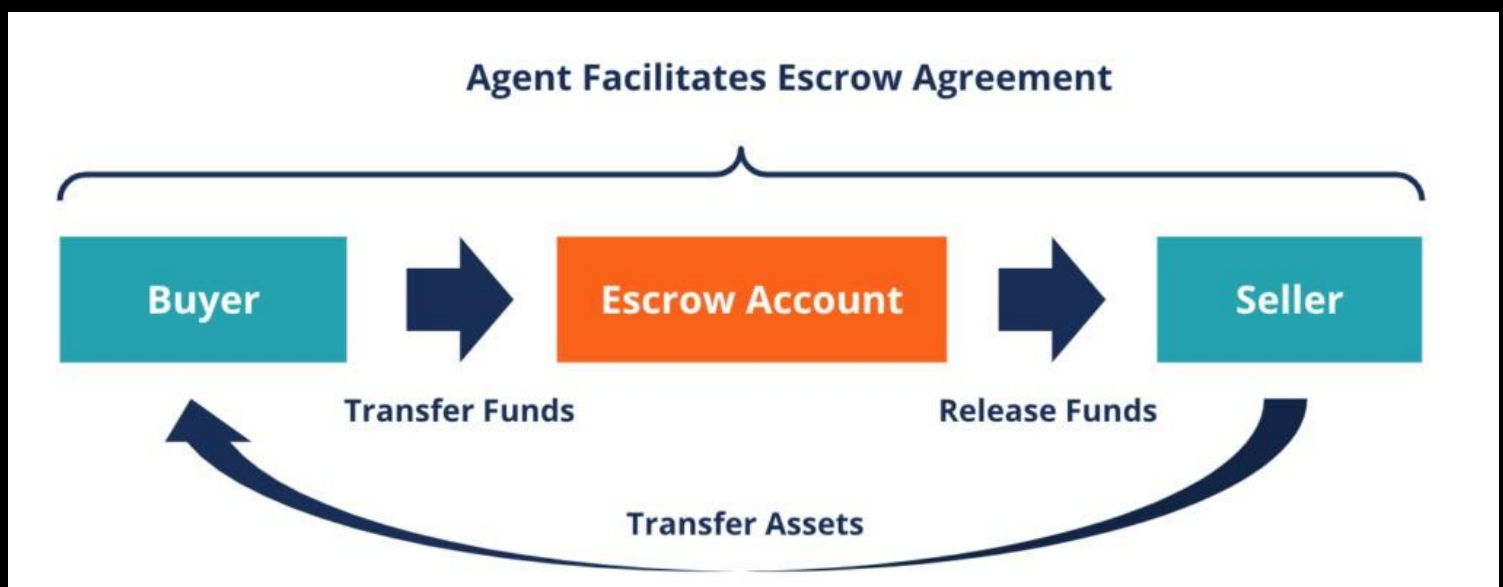 Agent Facilitates Escrow Agreement
Buyer
Escrow Account
Seller
Transfer Funds
Release Funds
Transfer Assets